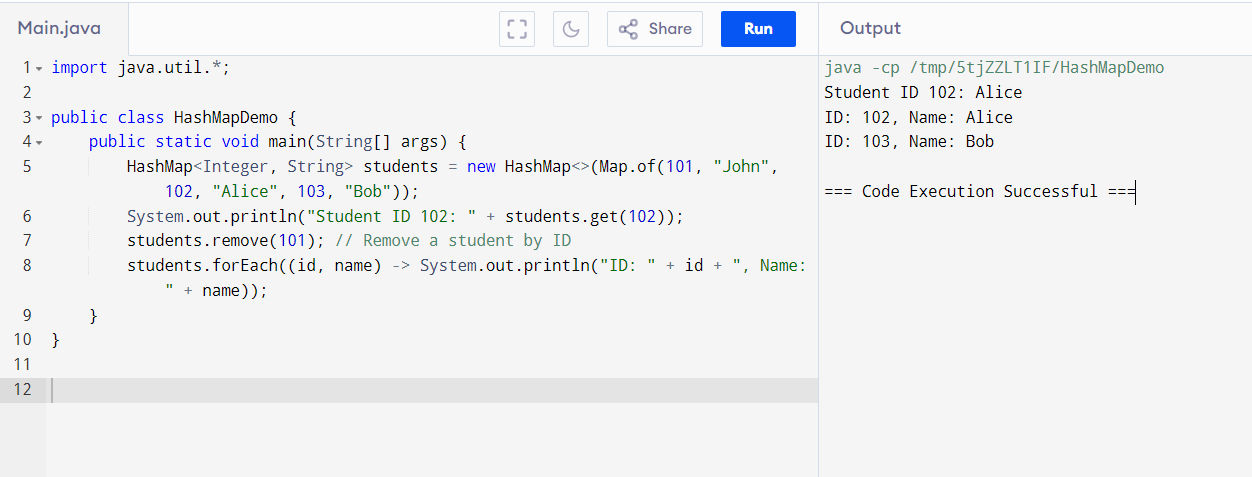 Main.java
Share
Run
Output
1 import java.util.*;
2
3 public class HashMapDemo {
4     public static void main(String[] args) {
5         HashMap<Integer, String> students = new HashMap<>(Map.of(101, "John",
            102, "Alice", 103, "Bob"));
6         System.out.println("Student ID 102: " + students.get(102));
7         students.remove(101); // Remove a student by ID
8         students.forEach((id, name) -> System.out.println("ID: " + id + ", Name:
            " + name));
9     }
10 }
11
12
java -cp /tmp/5tjZZLT1IF/HashMapDemo
Student ID 102: Alice
ID: 102, Name: Alice
ID: 103, Name: Bob
=== Code Execution Successful ===